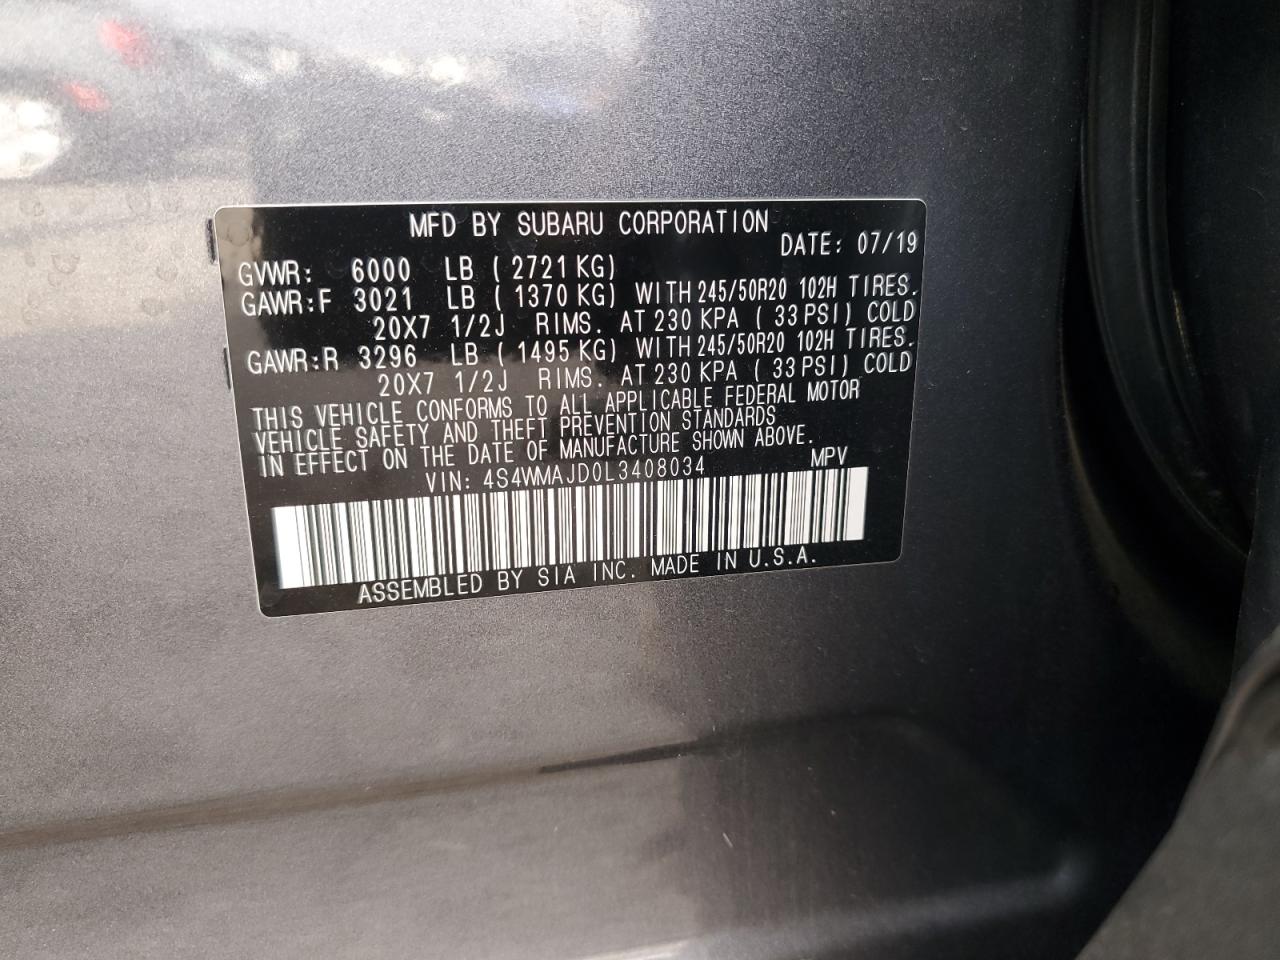 MFD BY SUBARU CORPORATION
DATE: 07/19
GVWR: 6000 LB ( 2721 KG)
GAWR:F 3021 LB ( 1370 KG) WITH 245/50R20 102H TIRES.
20X7 1/2J RIMS. AT 230 KPA ( 33 PSI) COLD
GAWR:R 3296 LB ( 1495 KG) WITH 245/50R20 102H TIRES.
20X7 1/2J RIMS. AT 230 KPA ( 33 PSI) COLD
THIS VEHICLE CONFORMS TO ALL APPLICABLE FEDERAL MOTOR
VEHICLE SAFETY AND THEFT PREVENTION STANDARDS
IN EFFECT ON THE DATE OF MANUFACTURE SHOWN ABOVE.
VIN: 4S4WMAJD0L3408034 MPV
ASSEMBLED BY SIA INC. MADE IN U.S.A.